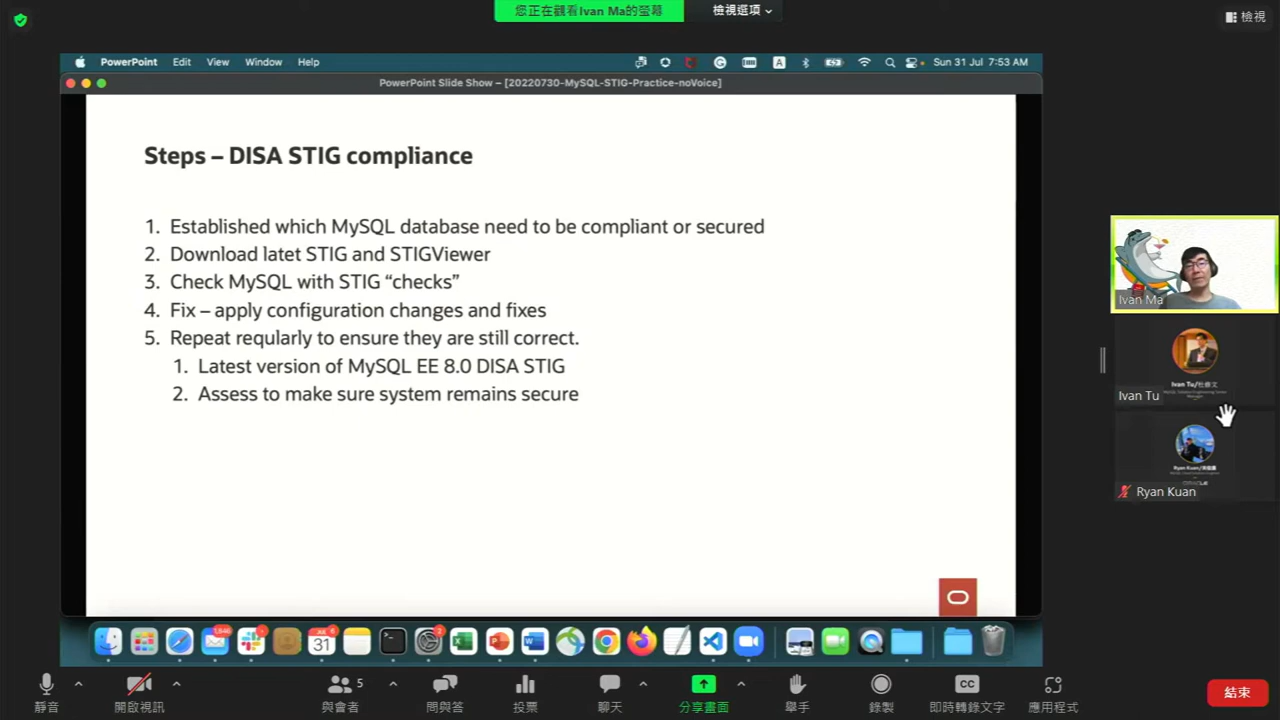 您正在觀看Ivan Ma的螢幕
檢視選項
檢視
PowerPoint Edit View Window Help
A
Sun 31 Jul 7:53 AM
PowerPoint Slide Show – [20220730-MySQL-STIG-Practice-noVoice]
Steps – DISA STIG compliance
1. Established which MySQL database need to be compliant or secured
2. Download latet STIG and STIGViewer
3. Check MySQL with STIG “checks”
4. Fix – apply configuration changes and fixes
5. Repeat reqularly to ensure they are still correct.
1. Latest version of MySQL EE 8.0 DISA STIG
2. Assess to make sure system remains secure
Ivan Ma
Ivan Tu
Ryan Kuan
JUL
31
靜音
開啟視訊
5
與會者
問與答
投票
聊天
分享畫面
舉手
錄製
CC
即時轉錄文字
應用程式
結束